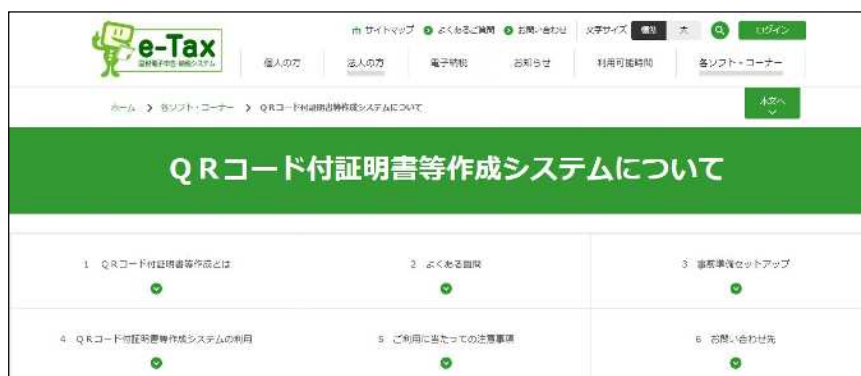 サイトマップ よくあるご質問 お問い合わせ 文字サイズ 標準 大 ログイン
e-Tax
国税電子申告・納税システム
個人の方 法人の方 電子納税 お知らせ 利用可能時間 各ソフト・コーナー
ホーム 各ソフト・コーナー QRコード付証明書等作成システムについて
本文へ
QRコード付証明書等作成システムについて
1 QRコード付証明書等作成とは 2 よくある質問 3 事前準備セットアップ
4 QRコード付証明書等作成システムの利用 5 ご利用に当たっての注意事項 6 お問い合わせ先